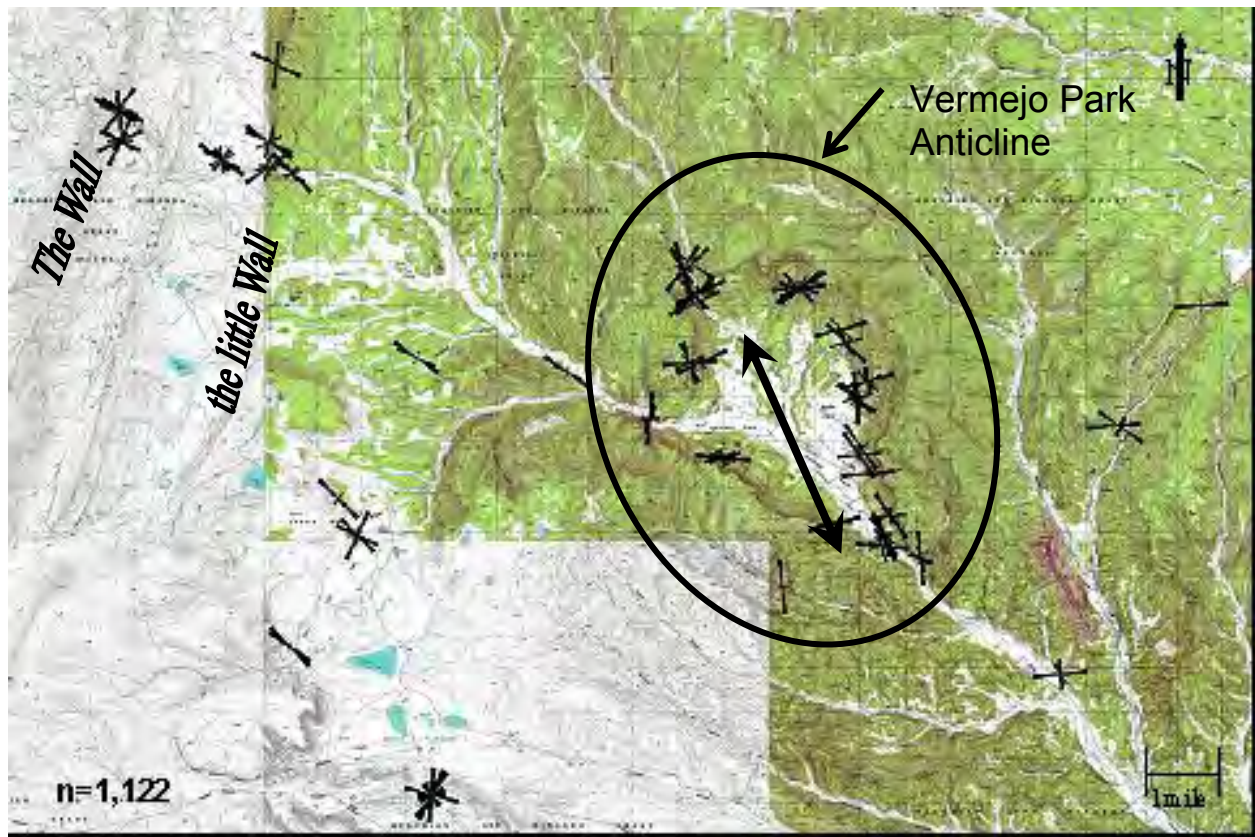 N
Vermejo Park
Anticline
The Wall
the little Wall
n=1,122
1mile